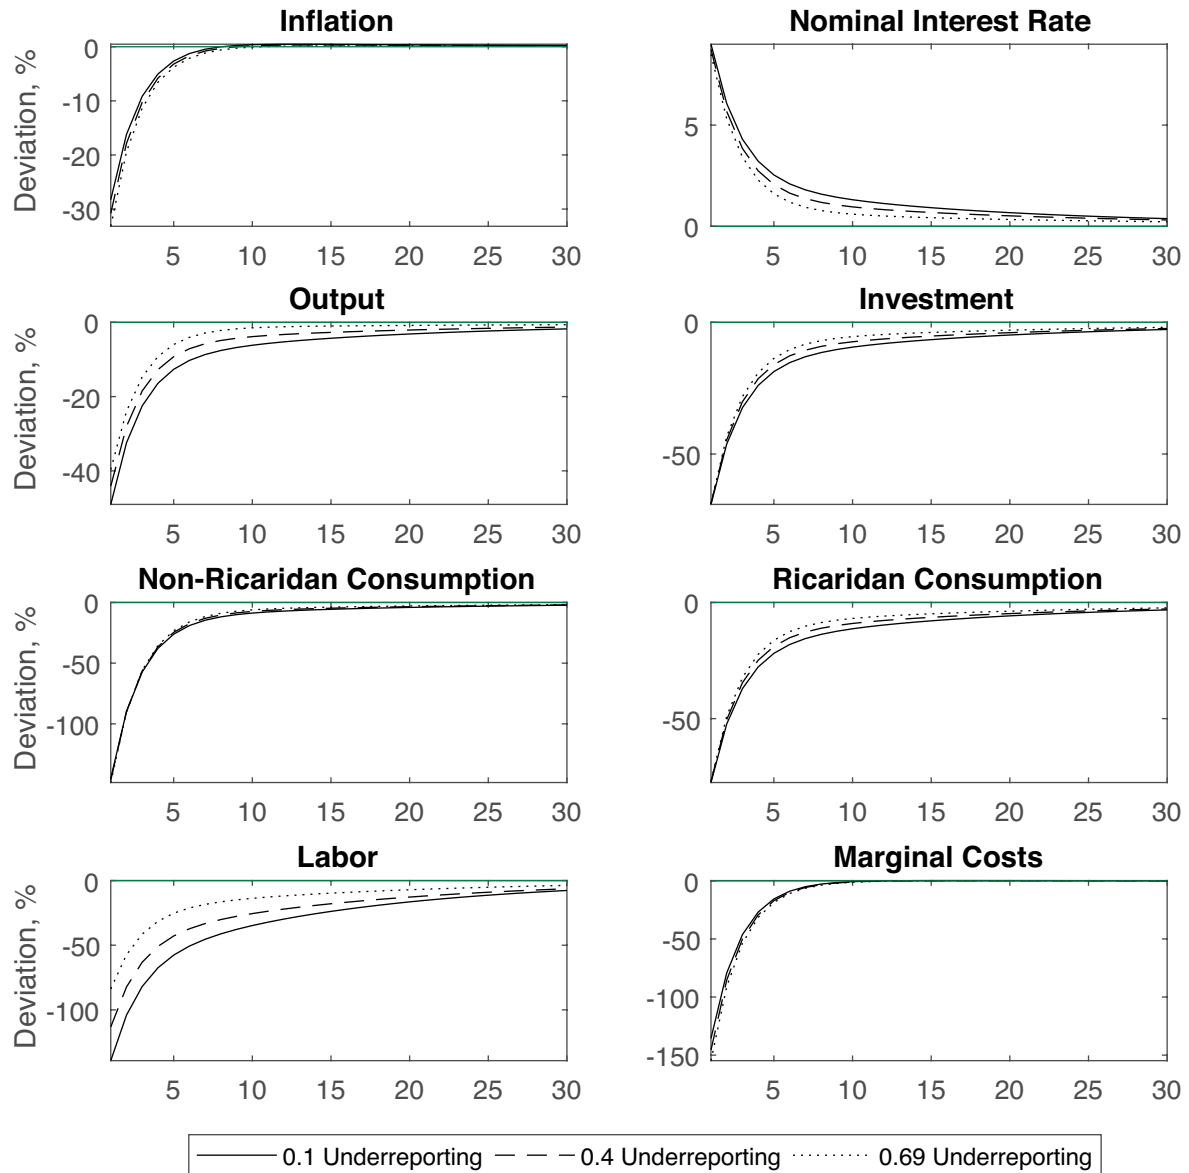 Inflation
Nominal Interest Rate
Deviation, %
0
-10
-20
-30
5
0
5 10 15 20 25 30
5 10 15 20 25 30
Output
Investment
Deviation, %
0
-20
-40
0
-50
5 10 15 20 25 30
5 10 15 20 25 30
Non-Ricaridan Consumption
Ricaridan Consumption
Deviation, %
0
-50
-100
0
-50
5 10 15 20 25 30
5 10 15 20 25 30
Labor
Marginal Costs
Deviation, %
0
-50
-100
0
-50
-100
-150
5 10 15 20 25 30
5 10 15 20 25 30
0.1 Underreporting 0.4 Underreporting 0.69 Underreporting